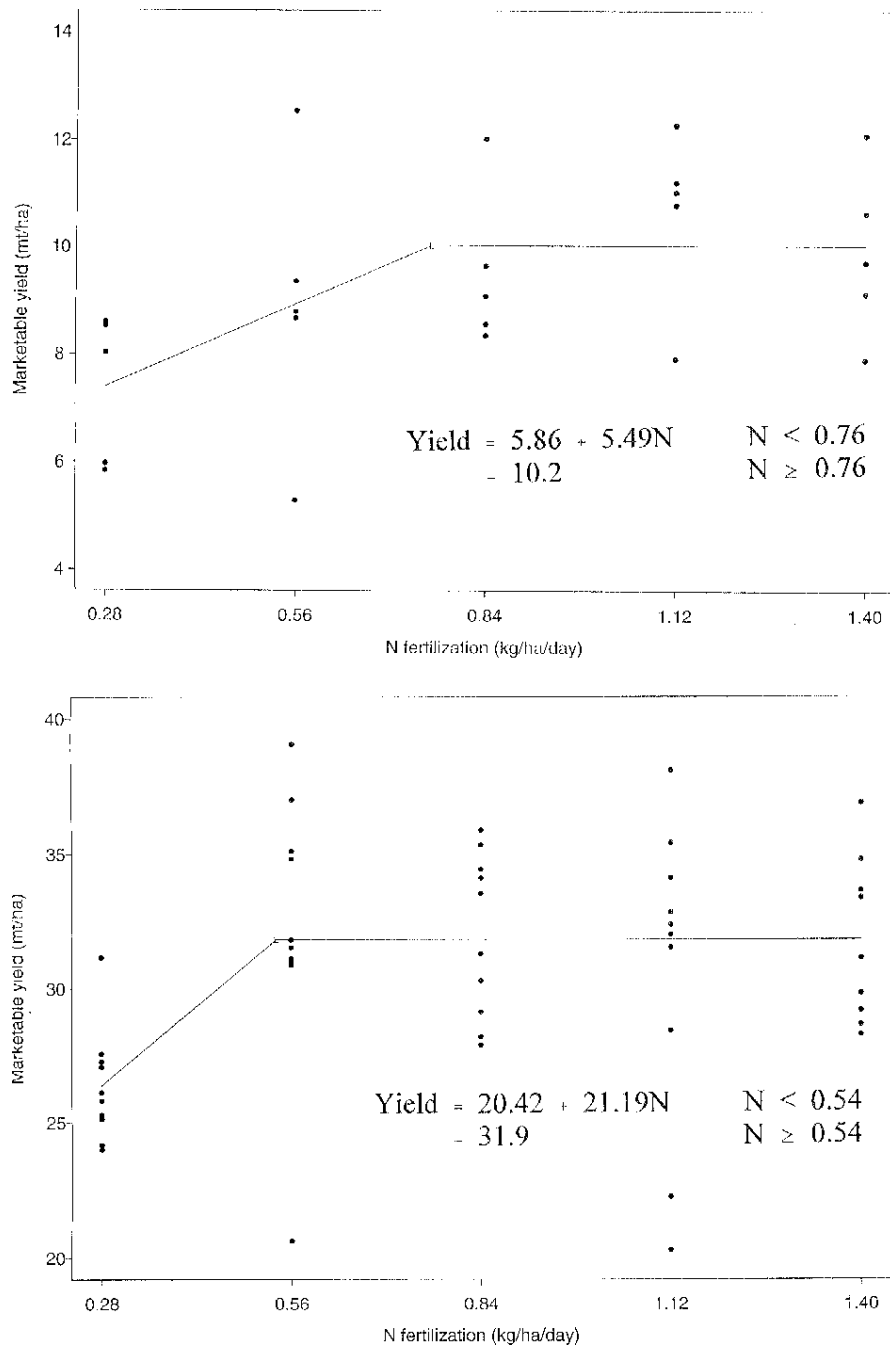 14
12
10
8
6
4
Marketable yield (mt/ha)
Yield = 5.86 + 5.49N N < 0.76
= 10.2 N ≥ 0.76
0.28 0.56 0.84 1.12 1.40
N fertilization (kg/ha/day)
40
35
30
25
20
Marketable yield (mt/ha)
Yield = 20.42 + 21.19N N < 0.54
= 31.9 N ≥ 0.54
0.28 0.56 0.84 1.12 1.40
N fertilization (kg/ha/day)